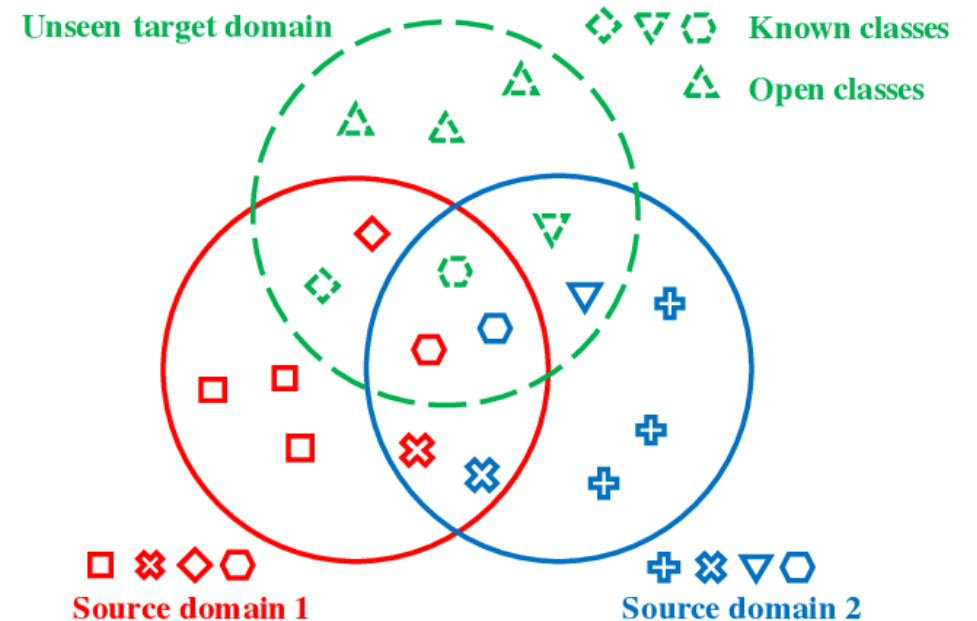 Unseen target domain
Known classes
Open classes
Source domain 1
Source domain 2